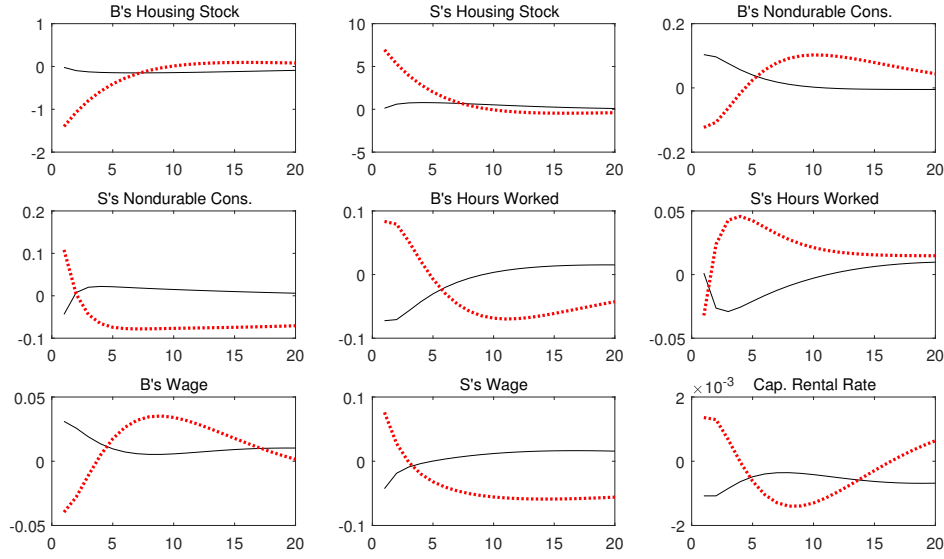 B's Housing Stock
1
0
-1
-2
0 5 10 15 20
S's Housing Stock
10
5
0
-5
0 5 10 15 20
B's Nondurable Cons.
0.2
0
-0.2
0 5 10 15 20
S's Nondurable Cons.
0.2
0.1
0
-0.1
0 5 10 15 20
B's Hours Worked
0.1
0
-0.1
0 5 10 15 20
S's Hours Worked
0.05
0
-0.05
0 5 10 15 20
B's Wage
0.05
0
-0.05
0 5 10 15 20
S's Wage
0.1
0
-0.1
0 5 10 15 20
Cap. Rental Rate
× 10⁻³
2
0
-2
0 5 10 15 20